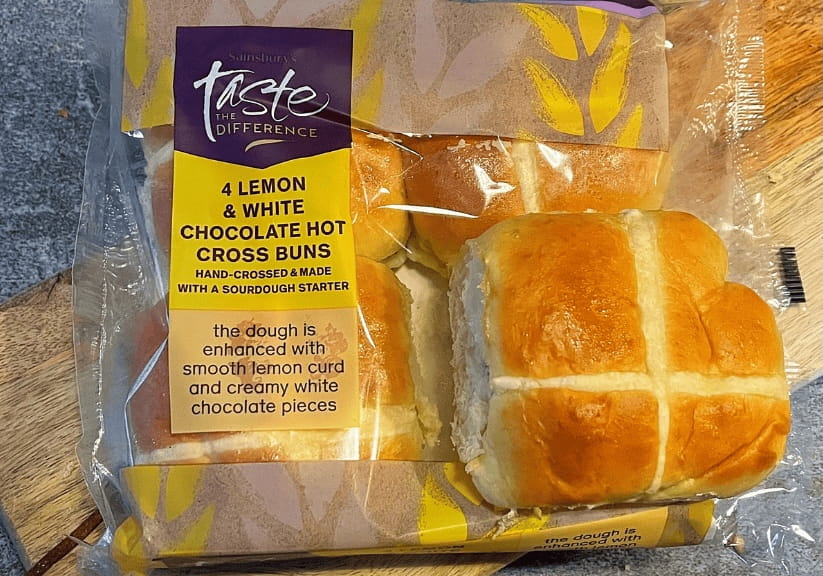 Sainsbury's
taste
THE
DIFFERENCE
4 LEMON
& WHITE
CHOCOLATE HOT
CROSS BUNS
HAND-CROSSED & MADE
WITH A SOURDOUGH STARTER
the dough is
enhanced with
smooth lemon curd
and creamy white
chocolate pieces
the dough is
enhanced with